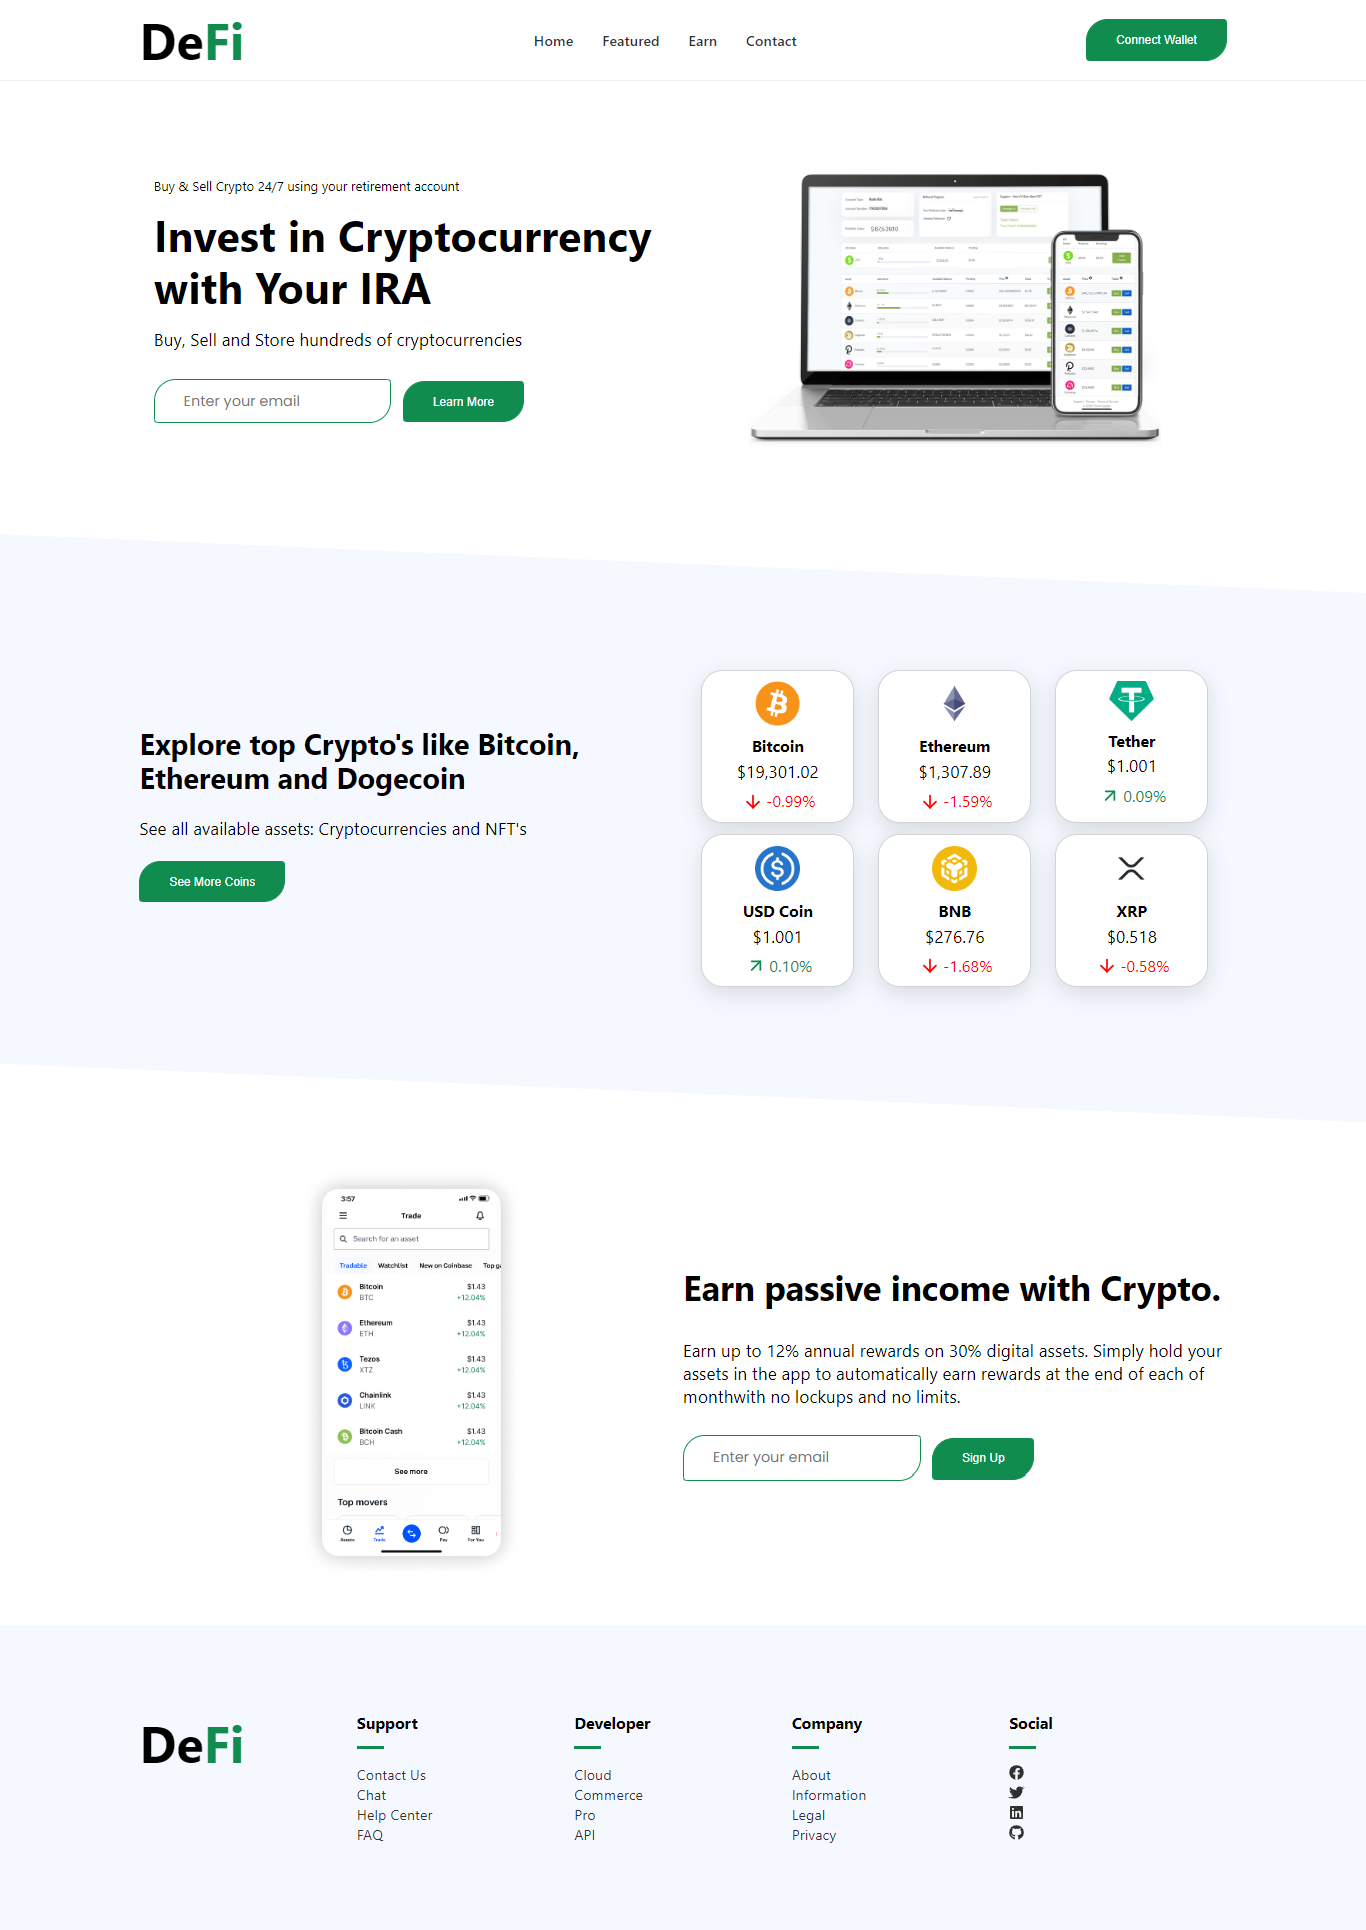 DeFi
Home Featured Earn Contact
Connect Wallet
Buy & Sell Crypto 24/7 using your retirement account
Invest in Cryptocurrency
with Your IRA
Buy, Sell and Store hundreds of cryptocurrencies
Enter your email
Learn More
Explore top Crypto's like Bitcoin,
Ethereum and Dogecoin
See all available assets: Cryptocurrencies and NFT's
See More Coins
Bitcoin
$19,301.02
-0.99%
Ethereum
$1,307.89
-1.59%
Tether
$1.001
0.09%
USD Coin
$1.001
0.10%
BNB
$276.76
-1.68%
XRP
$0.518
-0.58%
3:57
Trade
Search for an asset
Tradable Watchlist New on Coinbase
Bitcoin $1.43
BTC +12.04%
Ethereum $1.43
ETH +12.04%
Tezos $1.43
XTZ +12.04%
Chainlink $1.43
LINK +12.04%
Bitcoin Cash $1.43
BCH +12.04%
See more
Top movers
Assets Trade Pay For You
Earn passive income with Crypto.
Earn up to 12% annual rewards on 30% digital assets. Simply hold your
assets in the app to automatically earn rewards at the end of each of
monthwith no lockups and no limits.
Enter your email
Sign Up
DeFi
Support
Contact Us
Chat
Help Center
FAQ
Developer
Cloud
Commerce
Pro
API
Company
About
Information
Legal
Privacy
Social